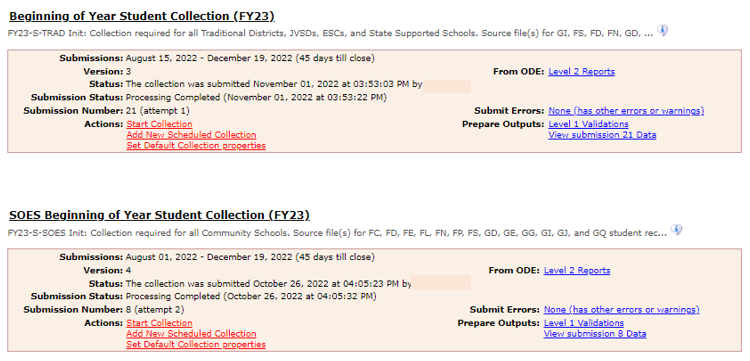 Beginning of Year Student Collection (FY23)
FY23-S-TRAD Init: Collection required for all Traditional Districts, JVSDs, ESCs, and State Supported Schools. Source file(s) for GI, FS, FD, FN, GD, ...
Submissions: August 15, 2022 - December 19, 2022 (45 days till close)
Version: 3 From ODE: Level 2 Reports
Status: The collection was submitted November 01, 2022 at 03:53:03 PM by
Submission Status: Processing Completed (November 01, 2022 at 03:53:22 PM)
Submission Number: 21 (attempt 1) Submit Errors: None (has other errors or warnings)
Actions: Start Collection Prepare Outputs: Level 1 Validations
Add New Scheduled Collection View submission 21 Data
Set Default Collection properties
SOES Beginning of Year Student Collection (FY23)
FY23-S-SOES Init: Collection required for all Community Schools. Source file(s) for FC, FD, FE, FL, FN, FP, FS, GD, GE, GG, GI, GJ, and GQ student rec...
Submissions: August 01, 2022 - December 19, 2022 (45 days till close)
Version: 4 From ODE: Level 2 Reports
Status: The collection was submitted October 26, 2022 at 04:05:23 PM by
Submission Status: Processing Completed (October 26, 2022 at 04:05:32 PM)
Submission Number: 8 (attempt 2) Submit Errors: None (has other errors or warnings)
Actions: Start Collection Prepare Outputs: Level 1 Validations
Add New Scheduled Collection View submission 8 Data
Set Default Collection properties